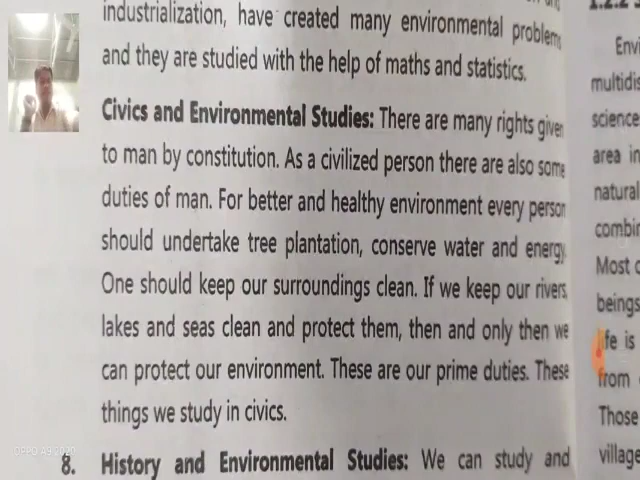 industrialization, have created many environmental problems
and they are studied with the help of maths and statistics.
Civics and Environmental Studies: There are many rights given
to man by constitution. As a civilized person there are also some
duties of man. For better and healthy environment every person
should undertake tree plantation, conserve water and energy.
One should keep our surroundings clean. If we keep our rivers,
lakes and seas clean and protect them, then and only then we
can protect our environment. These are our prime duties. These
things we study in civics.
8. History and Environmental Studies: We can study and
1.2.2
Envi
multidis
science
area in
natural
combin
Most
beings
life is
from
Those
village
OPPO A9 2020